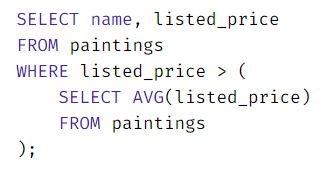 SELECT name, listed_price
FROM paintings
WHERE listed_price > (
    SELECT AVG(listed_price)
    FROM paintings
);